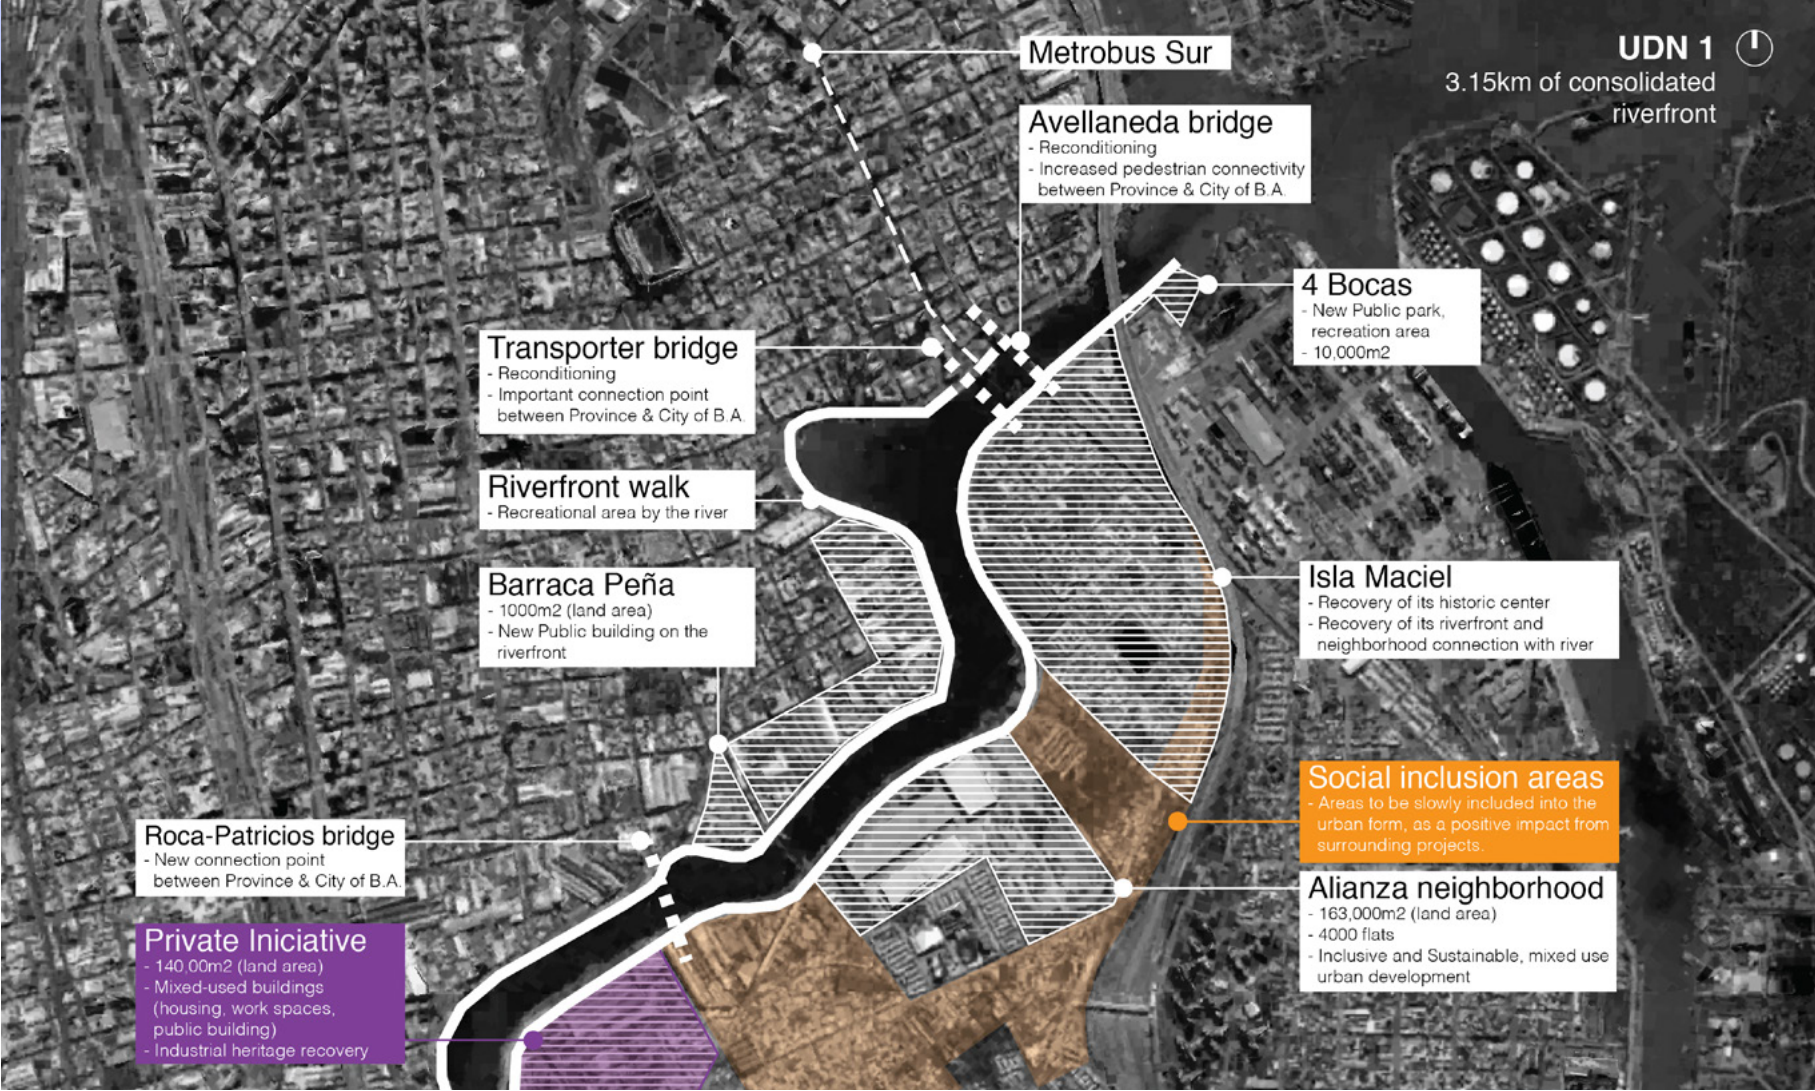 UDN 1
3.15km of consolidated
riverfront
Metrobus Sur
Avellaneda bridge
- Reconditioning
- Increased pedestrian connectivity
between Province & City of B.A.
4 Bocas
- New Public park,
recreation area
- 10,000m2
Transporter bridge
- Reconditioning
- Important connection point
between Province & City of B.A.
Riverfront walk
- Recreational area by the river
Barraca Peña
- 1000m2 (land area)
- New Public building on the
riverfront
Isla Maciel
- Recovery of its historic center
- Recovery of its riverfront and
neighborhood connection with river
Social inclusion areas
- Areas to be slowly included into the
urban form, as a positive impact from
surrounding projects.
Roca-Patricios bridge
- New connection point
between Province & City of B.A.
Alianza neighborhood
- 163,000m2 (land area)
- 4000 flats
- Inclusive and Sustainable, mixed use
urban development
Private Iniciative
- 140,00m2 (land area)
- Mixed-used buildings
(housing, work spaces,
public building)
- Industrial heritage recovery